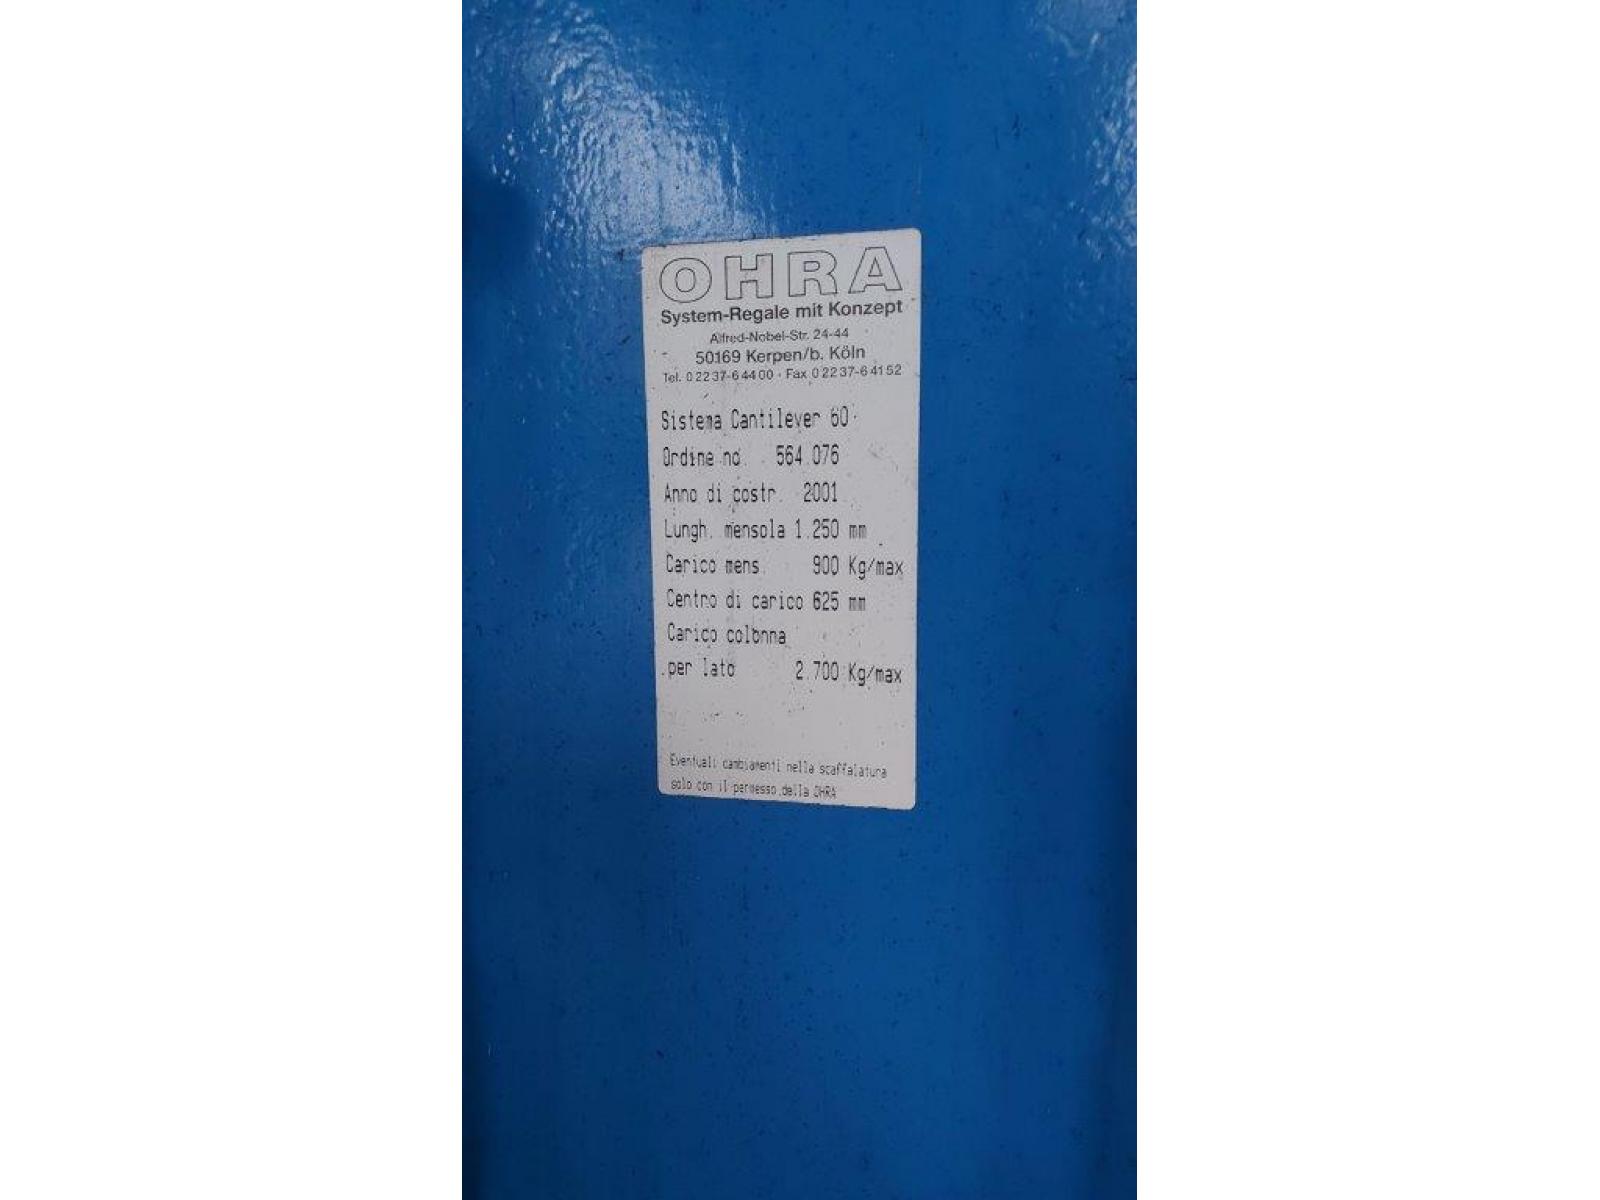 OHRA
System-Regale mit Konzept
Alfred-Nobel-Str. 24-44
50169 Kerpen/b. Köln
Tel. 0 22 37-6 44 00 · Fax 0 22 37-6 41 52
Sistema Cantilever 60
Ordine no. 564.076
Anno di costr. 2001
Lungh. mensola 1.250 mm
Carico mens. 900 Kg/max
Centro di carico 625 mm
Carico colonna
per lato 2.700 Kg/max
Eventuali cambiamenti nella scaffalatura
solo con il permesso della OHRA